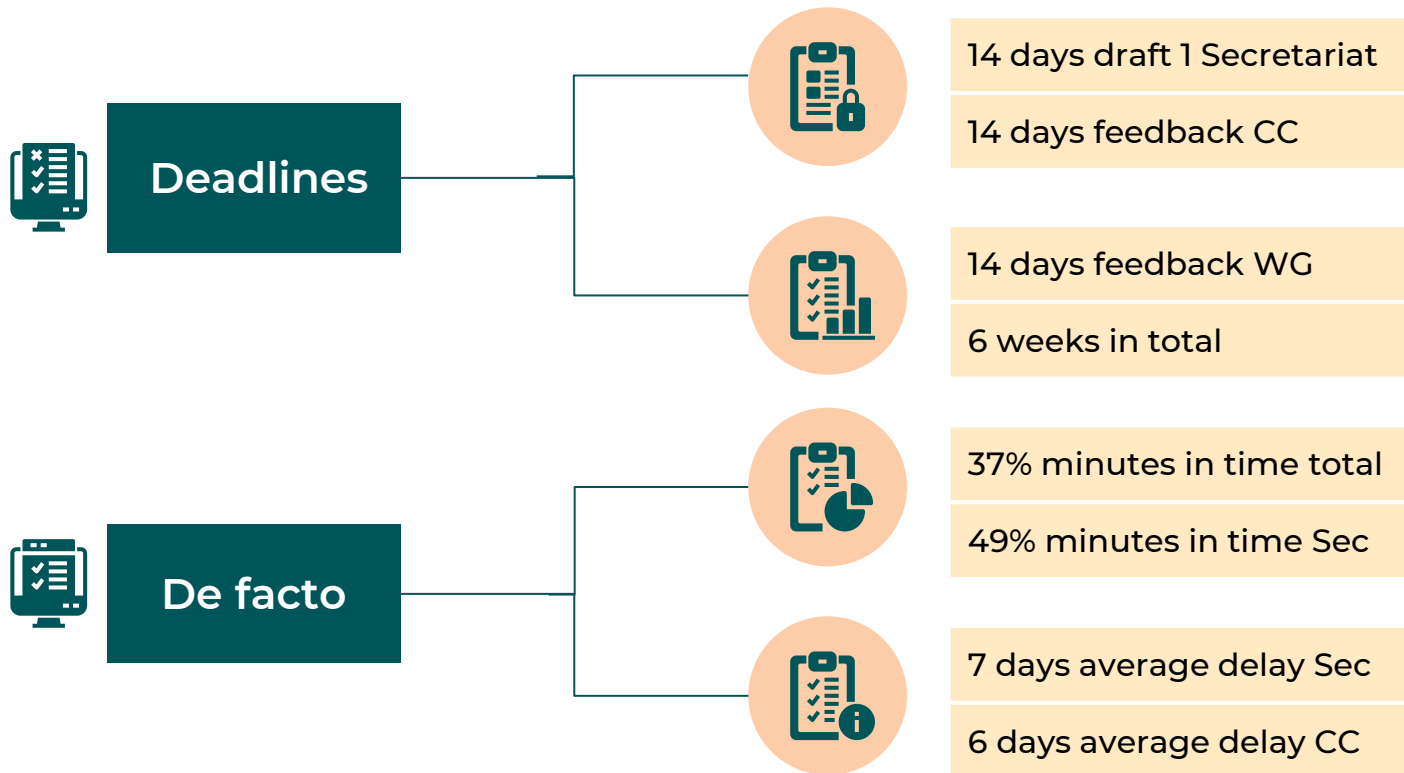 Deadlines
14 days draft 1 Secretariat
14 days feedback CC
14 days feedback WG
6 weeks in total
De facto
37% minutes in time total
49% minutes in time Sec
7 days average delay Sec
6 days average delay CC